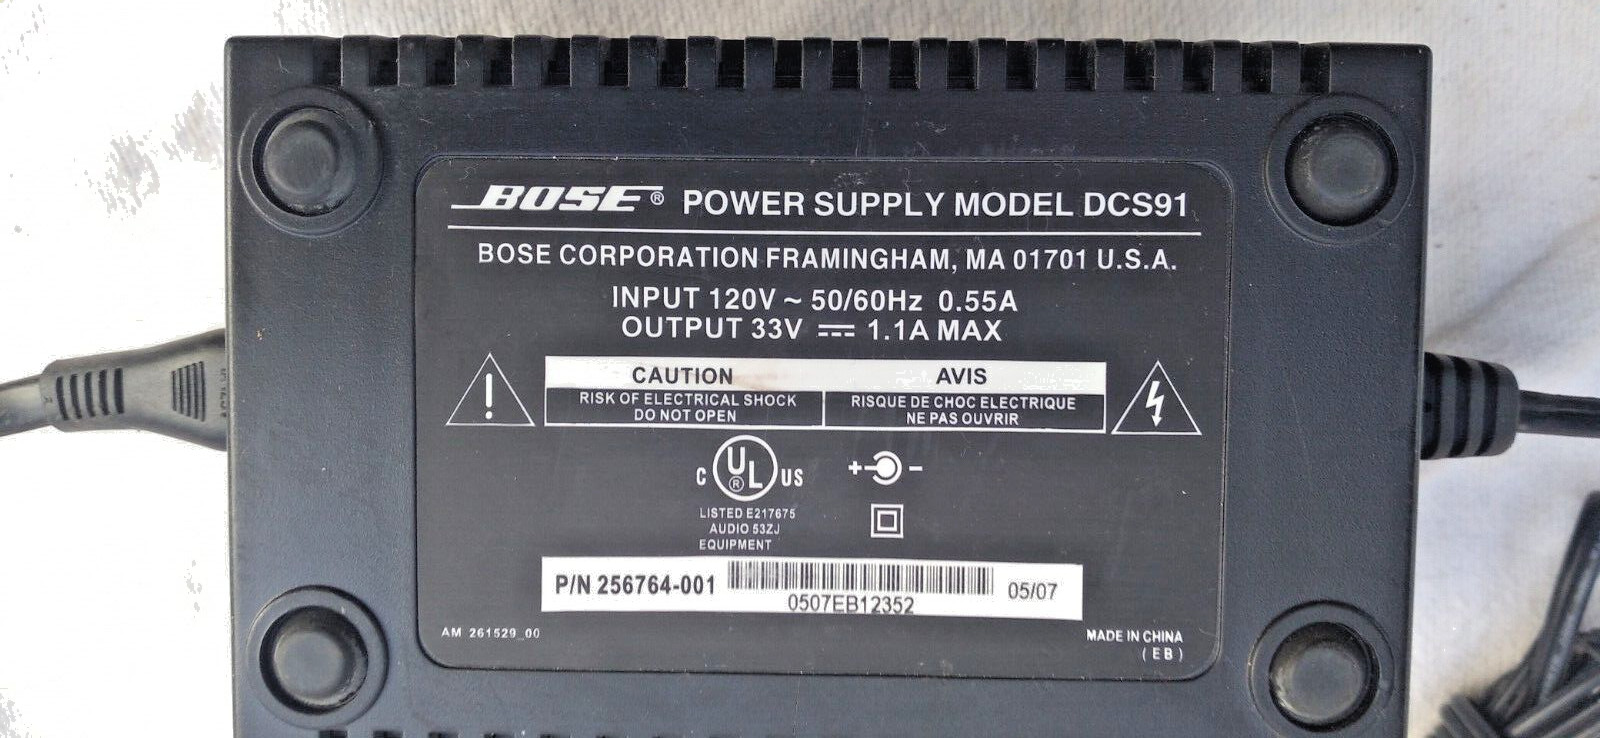 BOSE® POWER SUPPLY MODEL DCS91
BOSE CORPORATION FRAMINGHAM, MA 01701 U.S.A.
INPUT 120V ~ 50/60Hz 0.55A
OUTPUT 33V ⎓ 1.1A MAX
CAUTION
RISK OF ELECTRICAL SHOCK
DO NOT OPEN
AVIS
RISQUE DE CHOC ELECTRIQUE
NE PAS OUVRIR
C UL® US
LISTED E217675
AUDIO 53ZJ
EQUIPMENT
+ -
P/N 256764-001
0507EB12352
05/07
AM 261529_00
MADE IN CHINA
(EB)